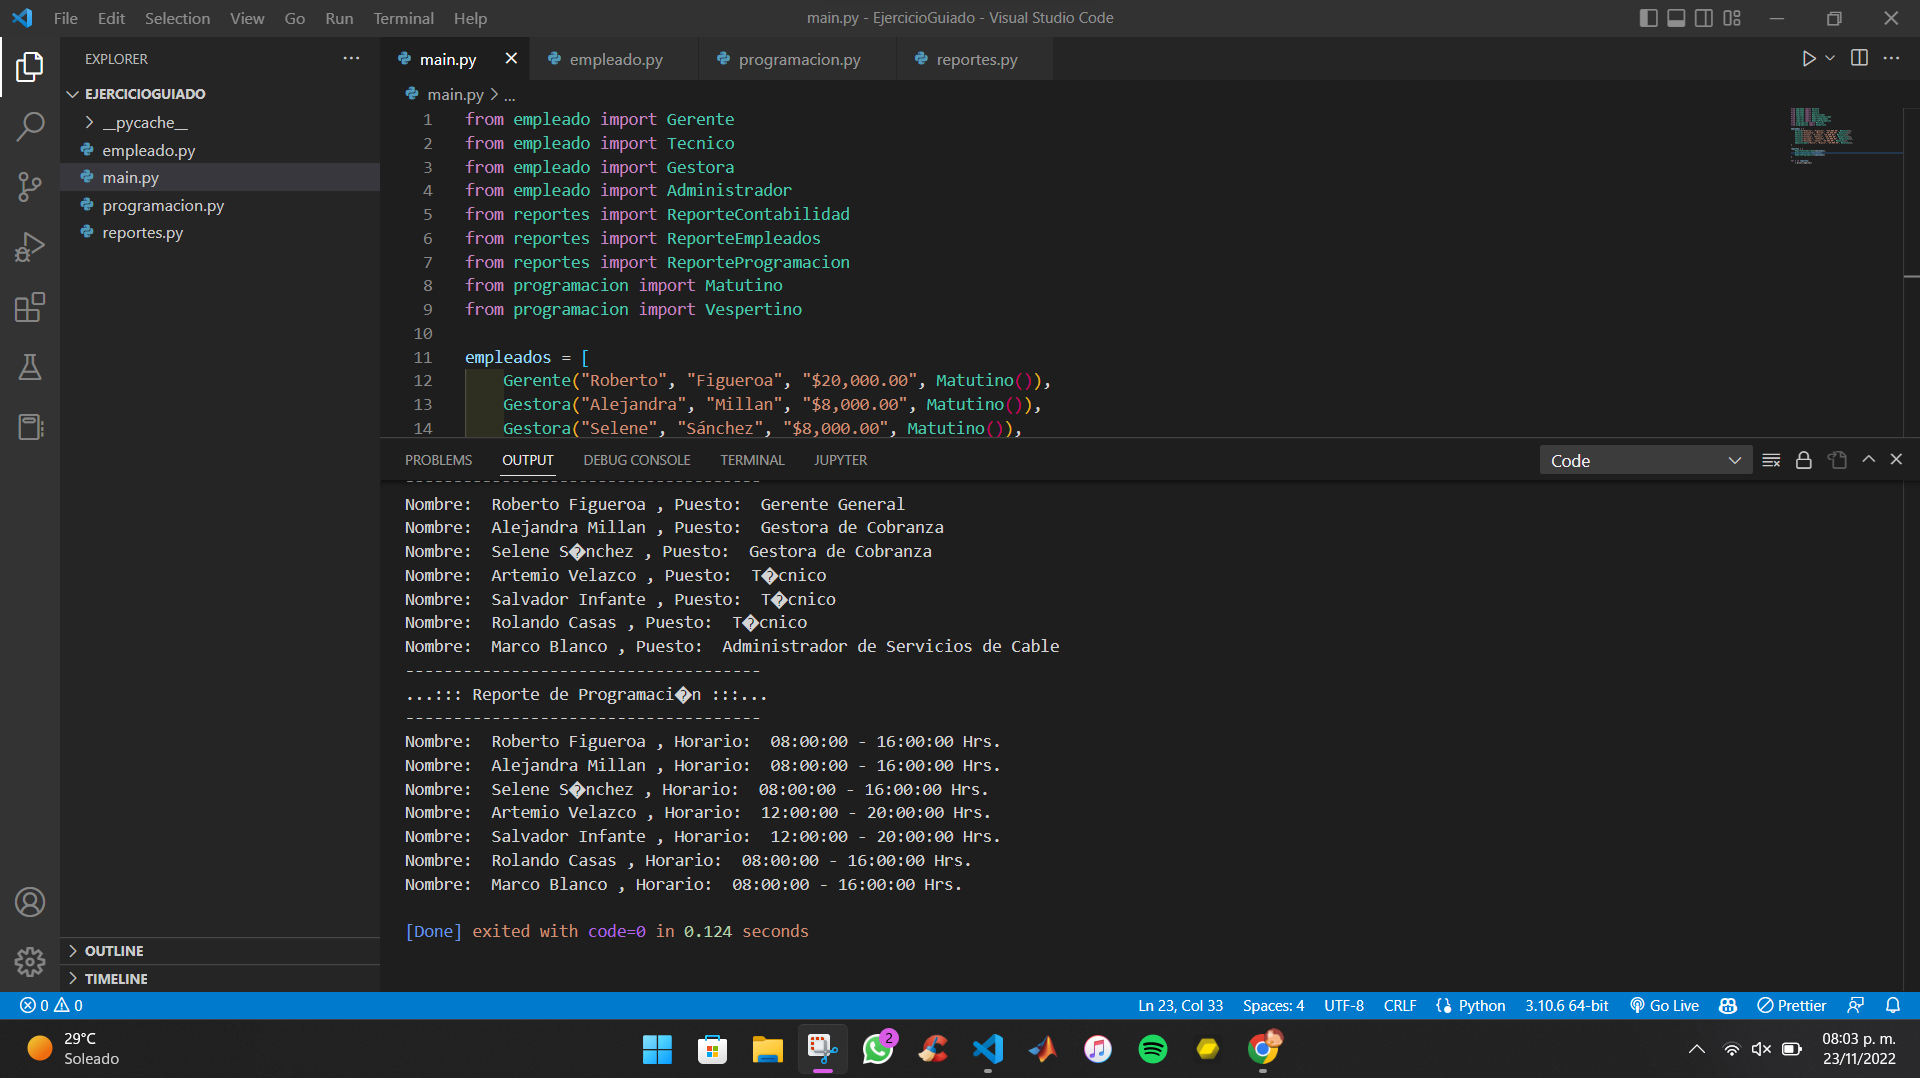 File Edit Selection View Go Run Terminal Help
main.py - EjercicioGuiado - Visual Studio Code
EXPLORER
EJERCICIOGUIADO
__pycache__
empleado.py
main.py
programacion.py
reportes.py
OUTLINE
TIMELINE
main.py empleado.py programacion.py reportes.py
main.py > ...
1 from empleado import Gerente
2 from empleado import Tecnico
3 from empleado import Gestora
4 from empleado import Administrador
5 from reportes import ReporteContabilidad
6 from reportes import ReporteEmpleados
7 from reportes import ReporteProgramacion
8 from programacion import Matutino
9 from programacion import Vespertino
10
11 empleados = [
12 Gerente("Roberto", "Figueroa", "$20,000.00", Matutino()),
13 Gestora("Alejandra", "Millan", "$8,000.00", Matutino()),
14 Gestora("Selene", "Sánchez", "$8,000.00", Matutino()),
PROBLEMS OUTPUT DEBUG CONSOLE TERMINAL JUPYTER
Code
-------------------------------------
Nombre:  Roberto Figueroa , Puesto:  Gerente General
Nombre:  Alejandra Millan , Puesto:  Gestora de Cobranza
Nombre:  Selene S�nchez , Puesto:  Gestora de Cobranza
Nombre:  Artemio Velazco , Puesto:  T�cnico
Nombre:  Salvador Infante , Puesto:  T�cnico
Nombre:  Rolando Casas , Puesto:  T�cnico
Nombre:  Marco Blanco , Puesto:  Administrador de Servicios de Cable
-------------------------------------
...::: Reporte de Programaci�n :::...
-------------------------------------
Nombre:  Roberto Figueroa , Horario:  08:00:00 - 16:00:00 Hrs.
Nombre:  Alejandra Millan , Horario:  08:00:00 - 16:00:00 Hrs.
Nombre:  Selene S�nchez , Horario:  08:00:00 - 16:00:00 Hrs.
Nombre:  Artemio Velazco , Horario:  12:00:00 - 20:00:00 Hrs.
Nombre:  Salvador Infante , Horario:  12:00:00 - 20:00:00 Hrs.
Nombre:  Rolando Casas , Horario:  08:00:00 - 16:00:00 Hrs.
Nombre:  Marco Blanco , Horario:  08:00:00 - 16:00:00 Hrs.
[Done] exited with code=0 in 0.124 seconds
0 0 Ln 23, Col 33 Spaces: 4 UTF-8 CRLF Python 3.10.6 64-bit Go Live Prettier
29°C
Soleado
2
08:03 p. m.
23/11/2022